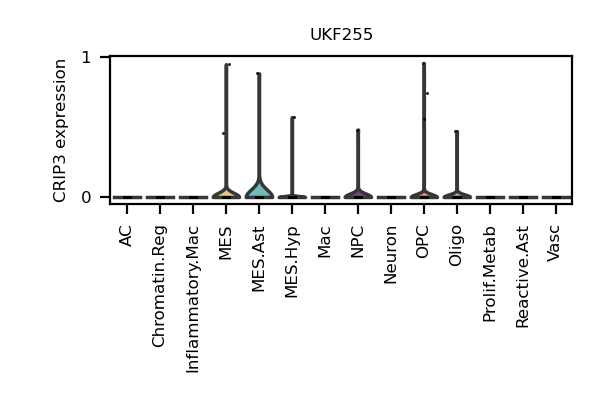 UKF255
CRIP3 expression
1
0
AC
Chromatin.Reg
Inflammatory.Mac
MES
MES.Ast
MES.Hyp
Mac
NPC
Neuron
OPC
Oligo
Prolif.Metab
Reactive.Ast
Vasc